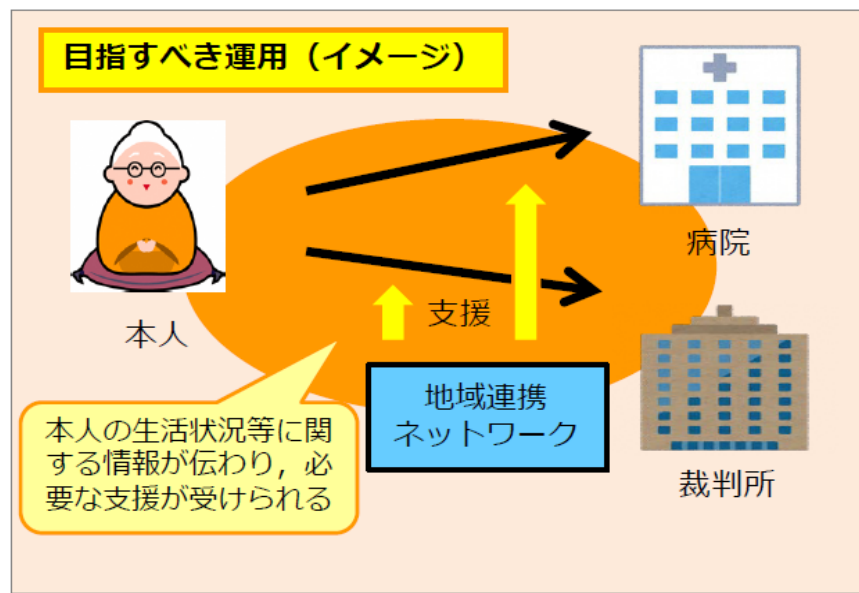 目指すべき運用（イメージ）
病院
本人
支援
地域連携
ネットワーク
本人の生活状況等に関
する情報が伝わり，必
要な支援が受けられる
裁判所